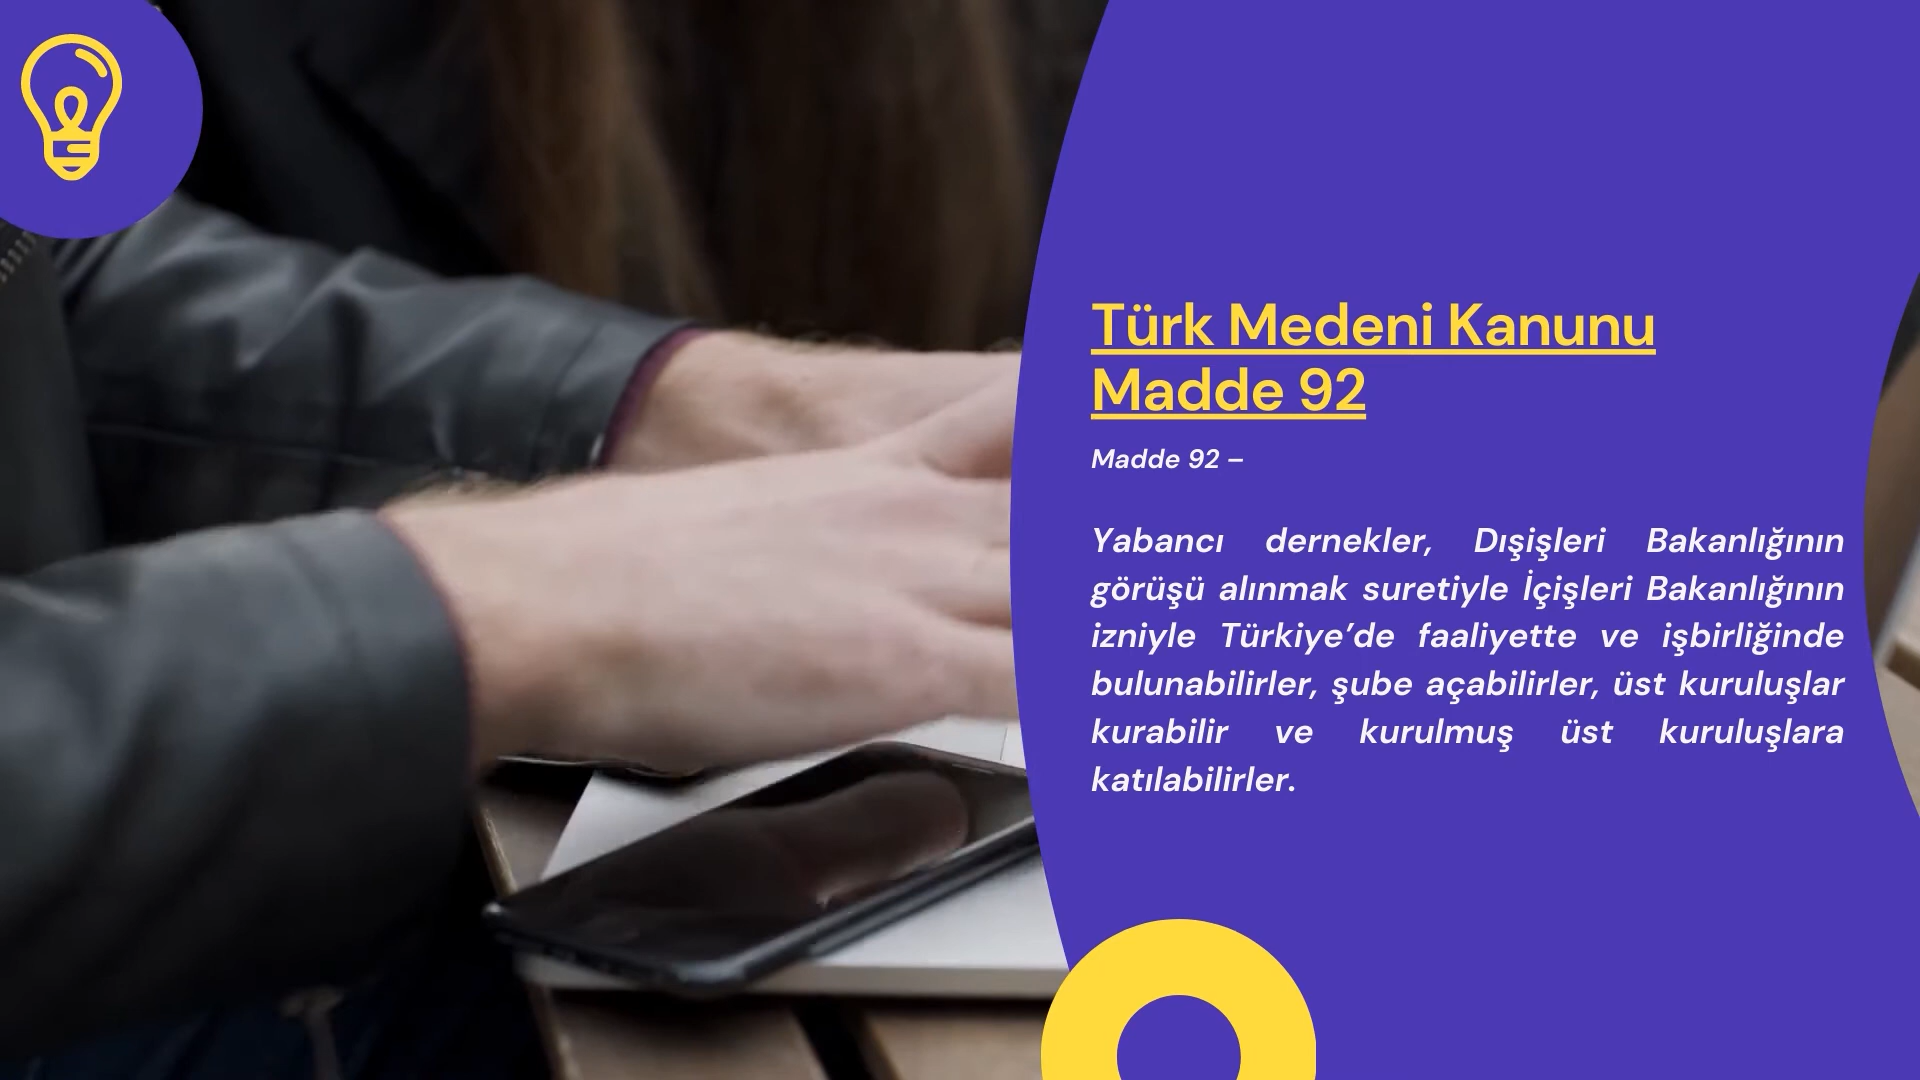 Türk Medeni Kanunu
Madde 92
Madde 92 –
Yabancı dernekler, Dışişleri Bakanlığının
görüşü alınmak suretiyle İçişleri Bakanlığının
izniyle Türkiye’de faaliyette ve işbirliğinde
bulunabilirler, şube açabilirler, üst kuruluşlar
kurabilir ve kurulmuş üst kuruluşlara
katılabilirler.